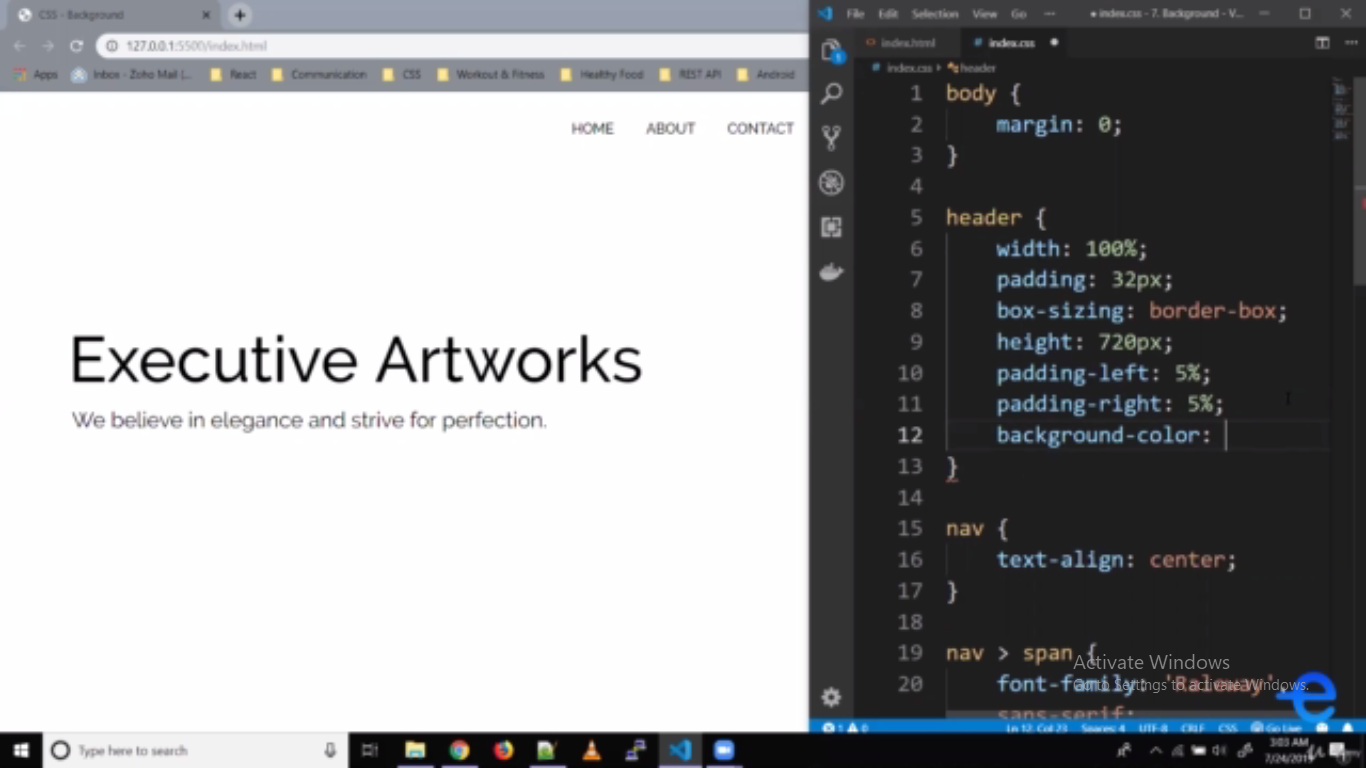 CSS - Background
127.0.0.1:5500/index.html
Apps Inbox - Zoho Mail (... React Communication CSS Workout & Fitness Healthy Food REST API Android
HOME ABOUT CONTACT
Executive Artworks
We believe in elegance and strive for perfection.
File Edit Selection View Go ··· ● index.css - 7. Background - V...
index.html # index.css ●
# index.css › header
1 body {
2 margin: 0;
3 }
4
5 header {
6 width: 100%;
7 padding: 32px;
8 box-sizing: border-box;
9 height: 720px;
10 padding-left: 5%;
11 padding-right: 5%;
12 background-color:
13 }
14
15 nav {
16 text-align: center;
17 }
18
19 nav > span {
20 font-family: 'Raleway',
sans-serif;
Activate Windows
Go to Settings to activate Windows.
1 0 Ln 12, Col 23 Spaces: 4 UTF-8 CRLF CSS Go Live
Type here to search
3:03 AM